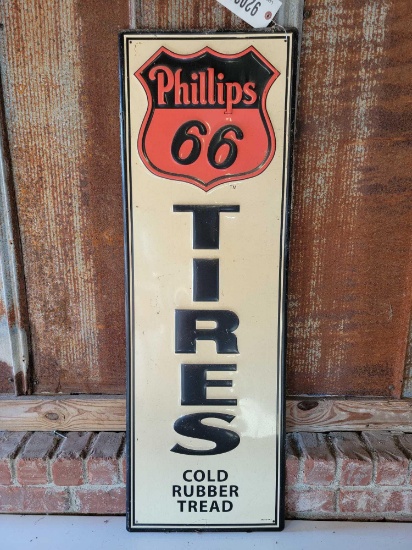 Phillips
66
TIRES
COLD
RUBBER
TREAD